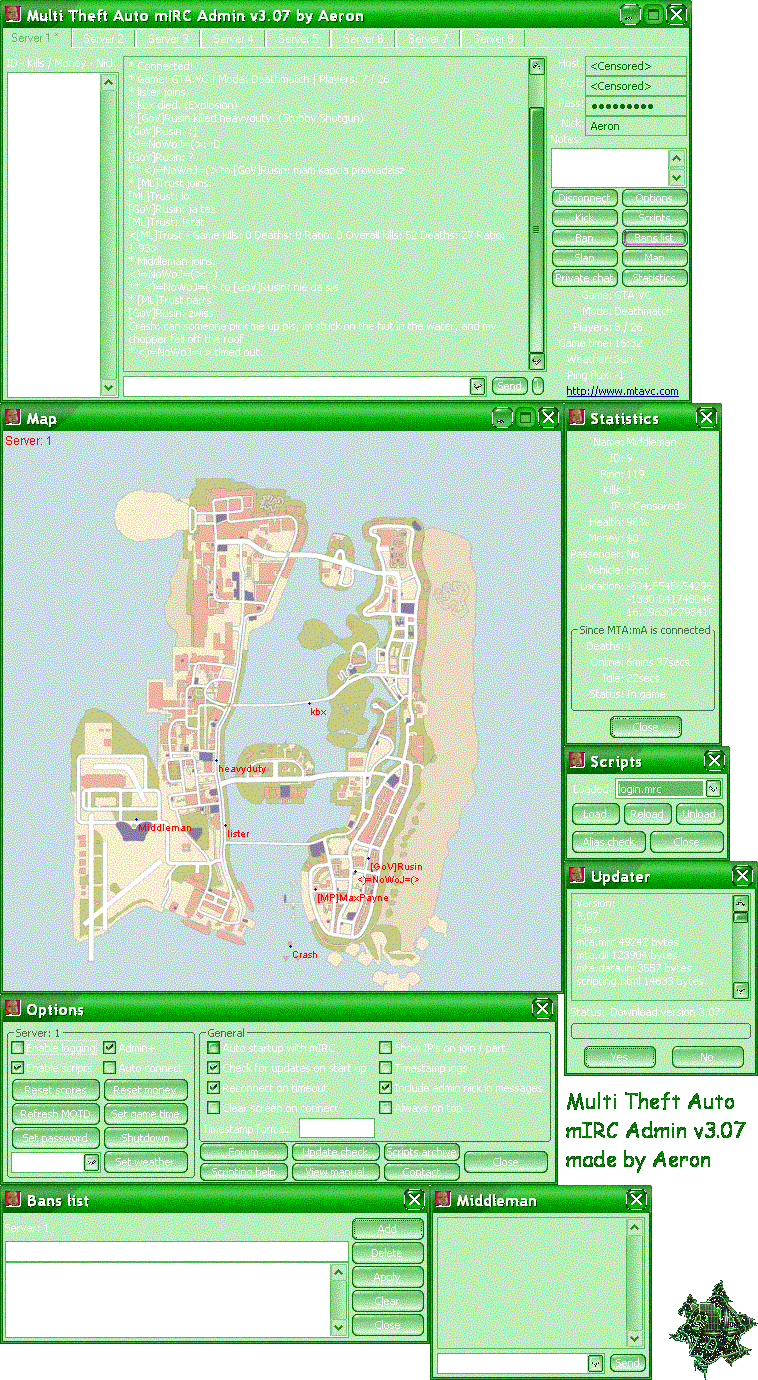 Multi Theft Auto mIRC Admin v3.07 by Aeron
Server 1 * Server 2 Server 3 Server 4 Server 5 Server 6 Server 7 Server 8
ID - Kills / Money - Nick
* Connected!
* Game: GTA:VC | Mode: Deathmatch | Players: 7/26
* lister joins.
* kbx died. (Explosion)
* [GoV]Rusin killed heavyduty. (Stubby Shotgun)
[GoV]Rusin: ;]
<)=NoWoJ=(>: :D
[GoV]Rusin: ?
** <)=NoWoJ=(> to [GoV]Rusin: mam kapcia prowadzisz
* [ML]Trust joins.
[ML]Trust: lo
[GoV]Rusin: ja cez
[ML]Trust: !stat
<[ML]Trust> Game kills: 0 Deaths: 0 Ratio: 0 Overall kills: 52 Deaths: 27 Ratio:
* Middleman joins.
<)=NoWoJ=(>: ;)
** <)=NoWoJ=(> to [GoV]Rusin: nie da sie
* [ML]Trust parts.
[GoV]Rusin: zwis
Crash: can someone pick me up pls, im stuck on the hut in the water, and my
chopper fell off the roof
* <)=NoWoJ=(> timed out.
Send
Host: <Censored>
Port: <Censored>
Pass: ●●●●●●●●●
Nick: Aeron
Notes:
Disconnect Options
Kick Scripts
Ban Bans list
Slap Map
Private chat Statistics
Game: GTA:VC
Mode: Deathmatch
Players: 8 / 26
Game time: 16:32
Weather: Sun
http://www.mtavc.com
Map
Server: 1
kbx
heavyduty
Middleman
lister
[GoV]Rusin
<)=NoWoJ=(>
[MP]MaxPayne
Crash
Statistics
Name: Middleman
ID: 9
Ping: 119
Kills: 1
IP: <Censored>
Health:
Money: $0
Passenger: No
Vehicle: Foot
Location:
Since MTA:mA is connected
Deaths: 1
Online: 6mins 57secs
Idle: 22secs
Status: In game
Close
Scripts
Loaded: login.mrc
Load Reload Unload
Alias check Close
Updater
Version:
3.07
Files:
mta.mrc 49242 bytes
mta.dll 123904 bytes
mta.data.ini 3557 bytes
scripting.html 14635 bytes
Status: Download version 3.07?
Yes No
Options
Server: 1
Enable logging Admin+
Enable scripts Auto connect
Reset scores Reset money
Refresh MOTD Set game time
Set password Shutdown
Set weather
General
Auto startup with mIRC Show IP's on join / part
Check for updates on start up Timestamp logs
Reconnect on timeout Include admin nick in messages
Clear screen on connect Always on top
Timestamp format:
Forum Update check Scripts archive
Scripting help View manual Contact Close
Multi Theft Auto
mIRC Admin v3.07
made by Aeron
Bans list
Server: 1
Add
Delete
Apply
Clear
Close
Middleman
Send